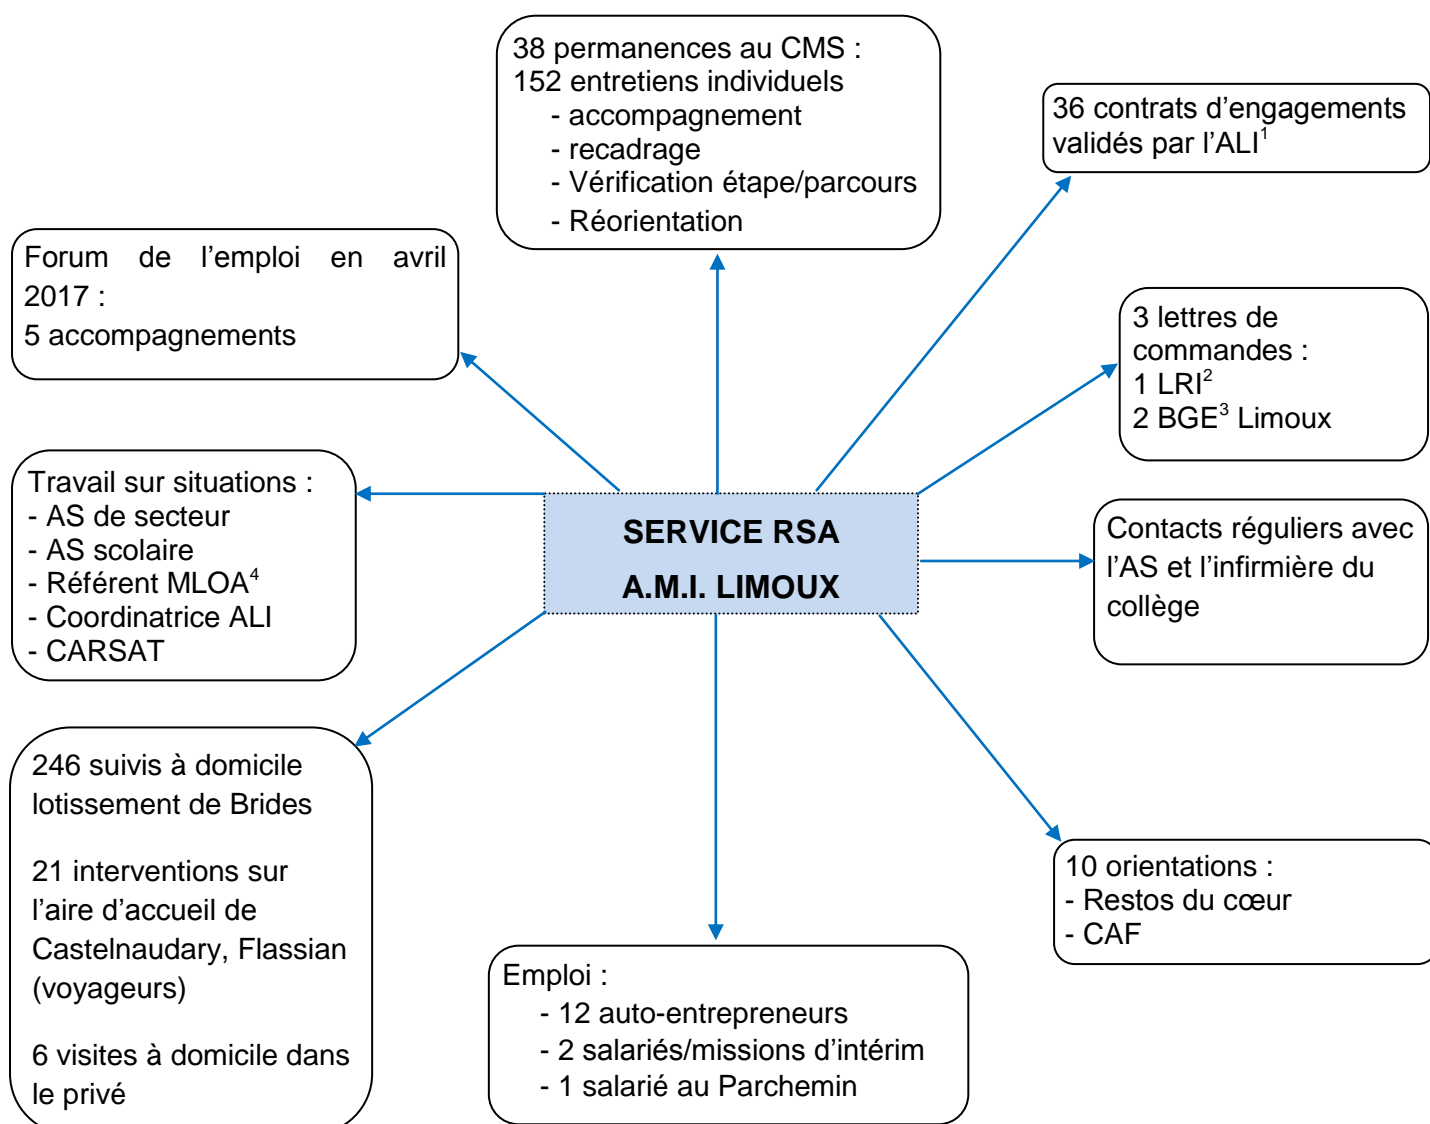 38 permanences au CMS :
152 entretiens individuels
- accompagnement
- recadrage
- Vérification étape/parcours
- Réorientation
36 contrats d'engagements
validés par l'ALI¹
Forum de l'emploi en avril
2017 :
5 accompagnements
3 lettres de
commandes :
1 LRI²
2 BGE³ Limoux
Travail sur situations :
- AS de secteur
- AS scolaire
- Référent MLOA⁴
- Coordinatrice ALI
- CARSAT
SERVICE RSA
A.M.I. LIMOUX
Contacts réguliers avec
l'AS et l'infirmière du
collège
246 suivis à domicile
lotissement de Brides
21 interventions sur
l'aire d'accueil de
Castelnaudary, Flassian
(voyageurs)
6 visites à domicile dans
le privé
Emploi :
- 12 auto-entrepreneurs
- 2 salariés/missions d'intérim
- 1 salarié au Parchemin
10 orientations :
- Restos du cœur
- CAF